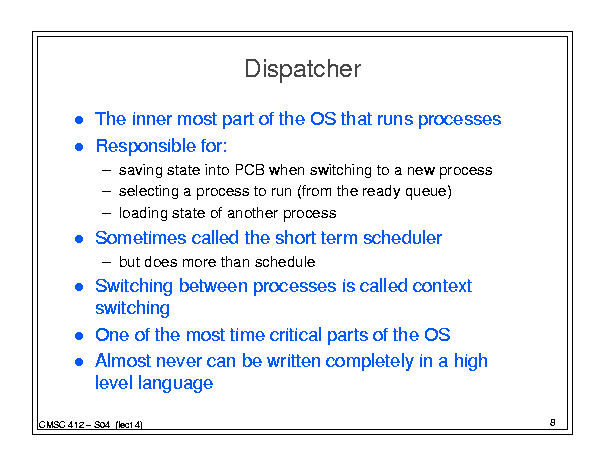 Dispatcher
● The inner most part of the OS that runs processes
● Responsible for:
– saving state into PCB when switching to a new process
– selecting a process to run (from the ready queue)
– loading state of another process
● Sometimes called the short term scheduler
– but does more than schedule
● Switching between processes is called context
switching
● One of the most time critical parts of the OS
● Almost never can be written completely in a high
level language
CMSC 412 – S04 (lect 4)
8